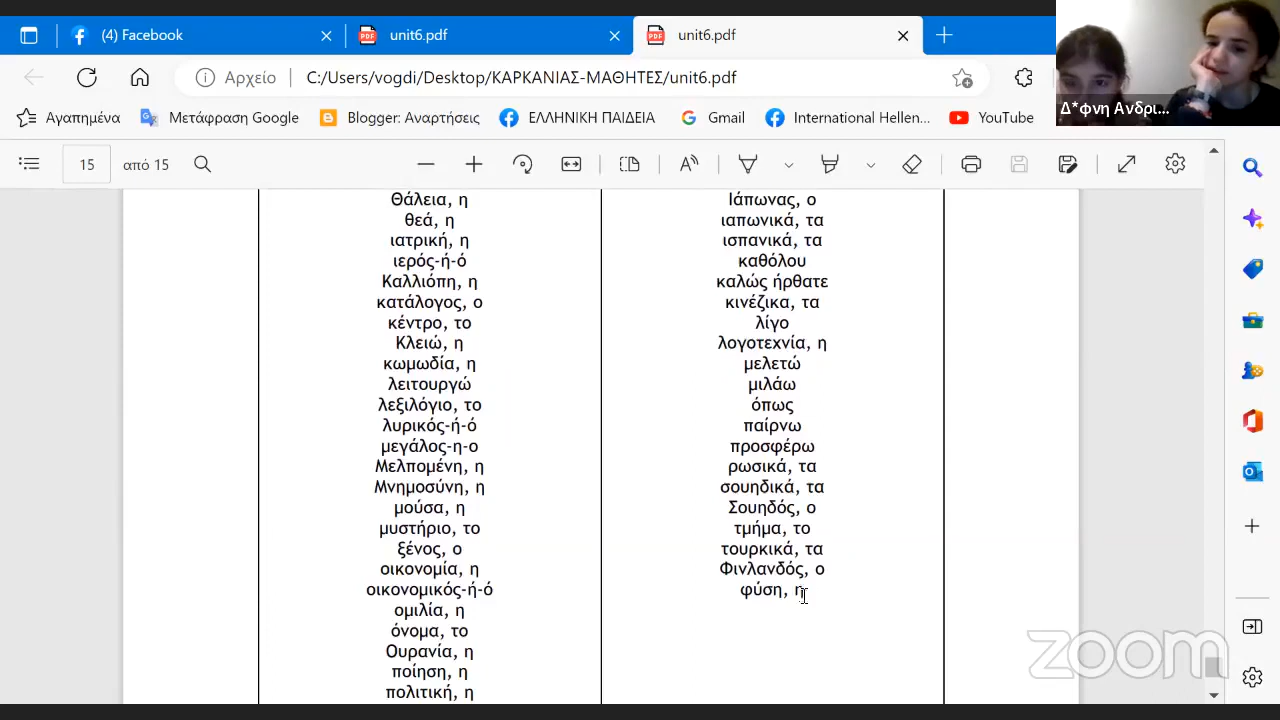 (4) Facebook
unit6.pdf
unit6.pdf
Δ*φνη Ανδρι...
Αρχείο
C:/Users/vogdi/Desktop/ΚΑΡΚΑΝΙΑΣ-ΜΑΘΗΤΕΣ/unit6.pdf
Αγαπημένα
Μετάφραση Google
Blogger: Αναρτήσεις
ΕΛΛΗΝΙΚΗ ΠΑΙΔΕΙΑ
Gmail
International Hellen...
YouTube
15
από 15
Θάλεια, η
θεά, η
ιατρική, η
ιερός-ή-ό
Καλλιόπη, η
κατάλογος, ο
κέντρο, το
Κλειώ, η
κωμωδία, η
λειτουργώ
λεξιλόγιο, το
λυρικός-ή-ό
μεγάλος-η-ο
Μελπομένη, η
Μνημοσύνη, η
μούσα, η
μυστήριο, το
ξένος, ο
οικονομία, η
οικονομικός-ή-ό
ομιλία, η
όνομα, το
Ουρανία, η
ποίηση, η
πολιτική, η
Ιάπωνας, ο
ιαπωνικά, τα
ισπανικά, τα
καθόλου
καλώς ήρθατε
κινέζικα, τα
λίγο
λογοτεχνία, η
μελετώ
μιλάω
όπως
παίρνω
προσφέρω
ρωσικά, τα
σουηδικά, τα
Σουηδός, ο
τμήμα, το
τουρκικά, τα
Φινλανδός, ο
φύση, η
zoom